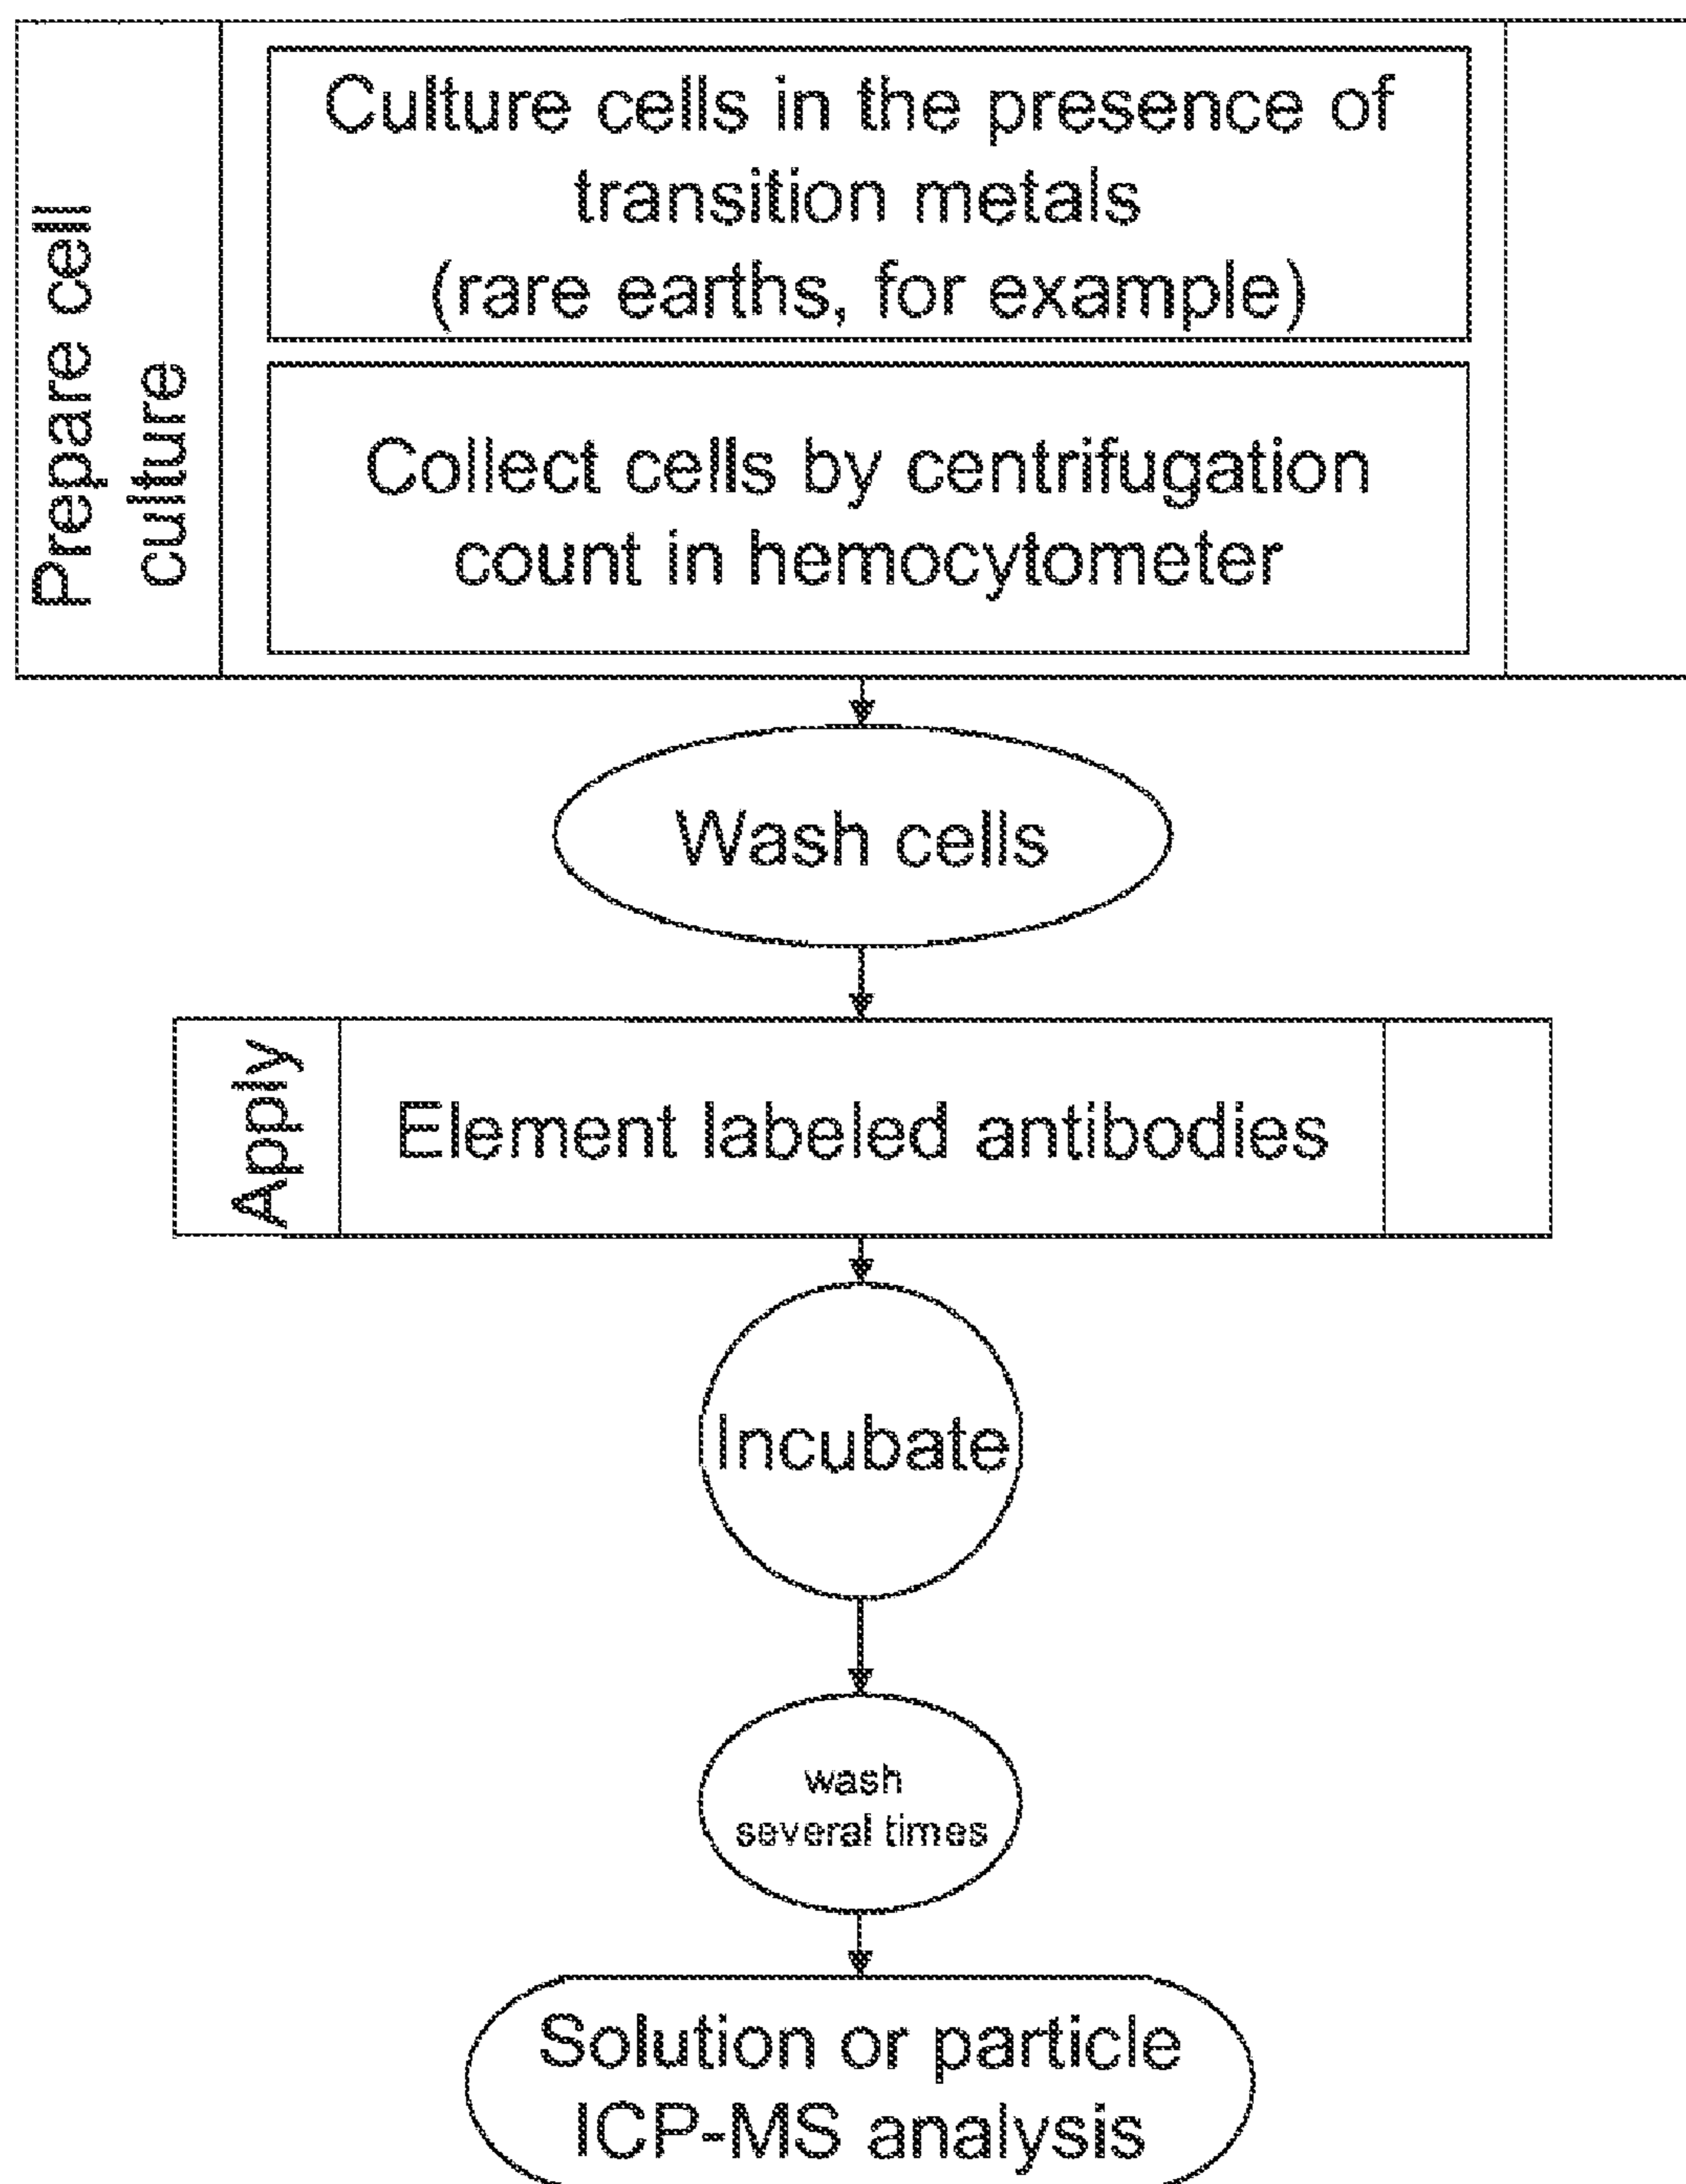 Prepare cell
culture
Culture cells in the presence of
transition metals
(rare earths, for example)
Collect cells by centrifugation
count in hemocytometer
Wash cells
Apply
Element labeled antibodies
Incubate
wash
several times
Solution or particle
ICP-MS analysis